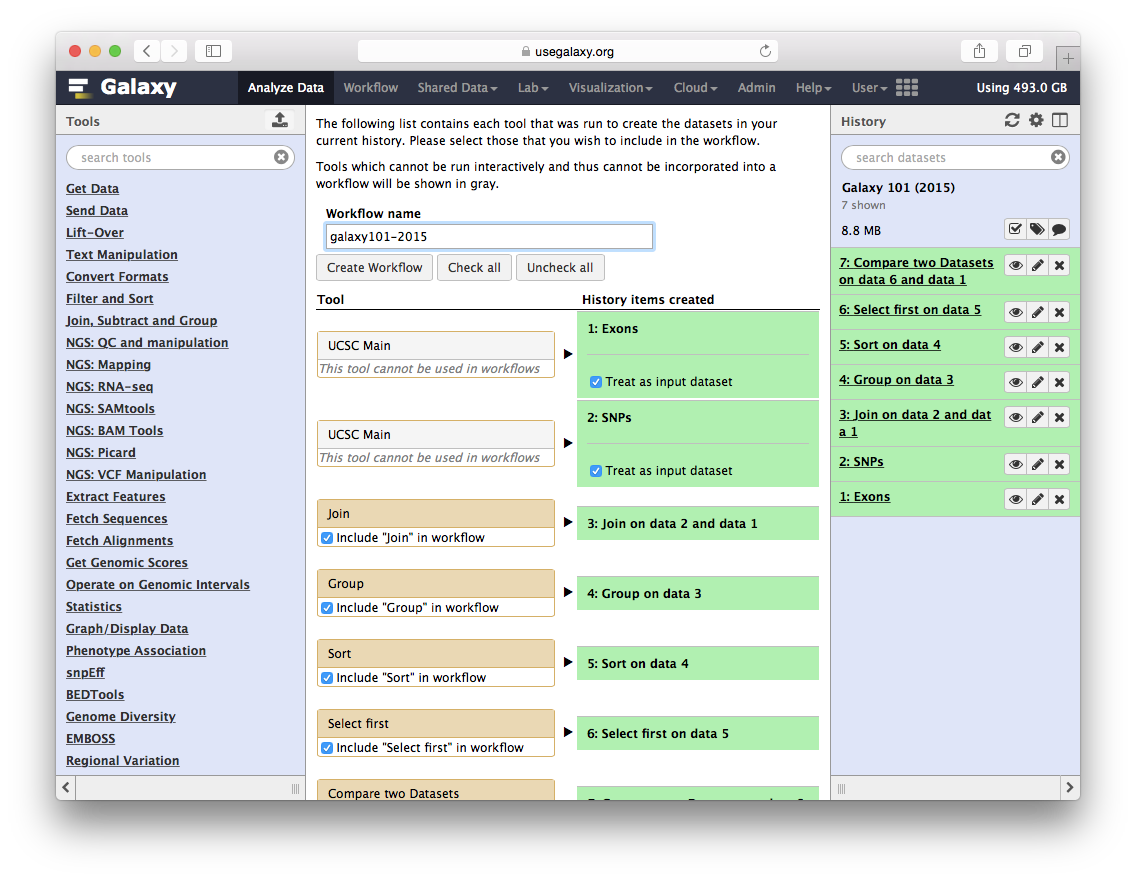 usegalaxy.org
Galaxy
Analyze Data
Workflow
Shared Data
Lab
Visualization
Cloud
Admin
Help
User
Using 493.0 GB
Tools
search tools
Get Data
Send Data
Lift-Over
Text Manipulation
Convert Formats
Filter and Sort
Join, Subtract and Group
NGS: QC and manipulation
NGS: Mapping
NGS: RNA-seq
NGS: SAMtools
NGS: BAM Tools
NGS: Picard
NGS: VCF Manipulation
Extract Features
Fetch Sequences
Fetch Alignments
Get Genomic Scores
Operate on Genomic Intervals
Statistics
Graph/Display Data
Phenotype Association
snpEff
BEDTools
Genome Diversity
EMBOSS
Regional Variation
The following list contains each tool that was run to create the datasets in your
current history. Please select those that you wish to include in the workflow.
Tools which cannot be run interactively and thus cannot be incorporated into a
workflow will be shown in gray.
Workflow name
galaxy101-2015
Create Workflow
Check all
Uncheck all
Tool
History items created
UCSC Main
This tool cannot be used in workflows
1: Exons
Treat as input dataset
UCSC Main
This tool cannot be used in workflows
2: SNPs
Treat as input dataset
Join
Include "Join" in workflow
3: Join on data 2 and data 1
Group
Include "Group" in workflow
4: Group on data 3
Sort
Include "Sort" in workflow
5: Sort on data 4
Select first
Include "Select first" in workflow
6: Select first on data 5
Compare two Datasets
History
search datasets
Galaxy 101 (2015)
7 shown
8.8 MB
7: Compare two Datasets
on data 6 and data 1
6: Select first on data 5
5: Sort on data 4
4: Group on data 3
3: Join on data 2 and dat
a 1
2: SNPs
1: Exons